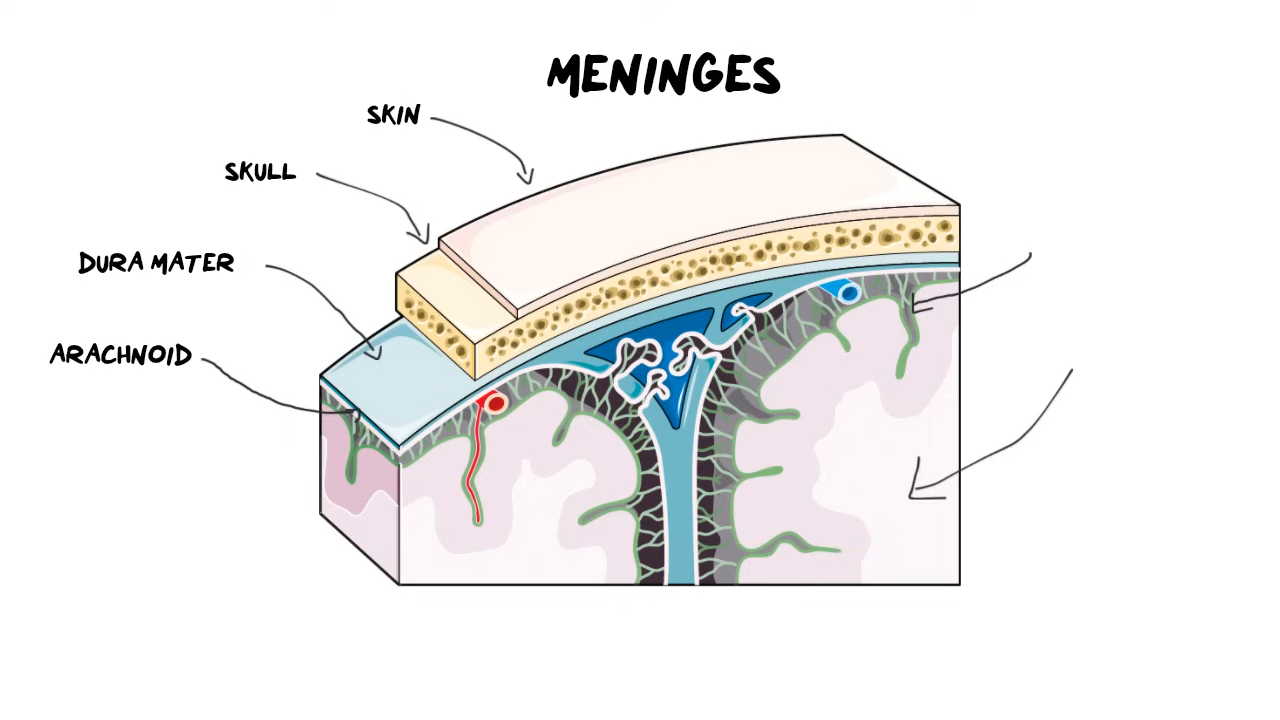 MENINGES
SKIN
SKULL
DURA MATER
ARACHNOID